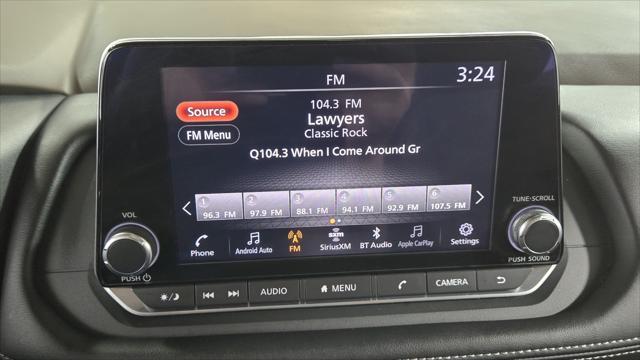 FM
3:24
Source
104.3 FM
Lawyers
FM Menu
Classic Rock
Q104.3 When I Come Around Gr
1 2 3 4 5 6
96.3 FM 97.9 FM 88.1 FM 94.1 FM 92.9 FM 107.5 FM
Phone Android Auto FM SiriusXM BT Audio Apple CarPlay Settings
sxm
VOL
PUSH
TUNE·SCROLL
PUSH SOUND
AUDIO MENU CAMERA